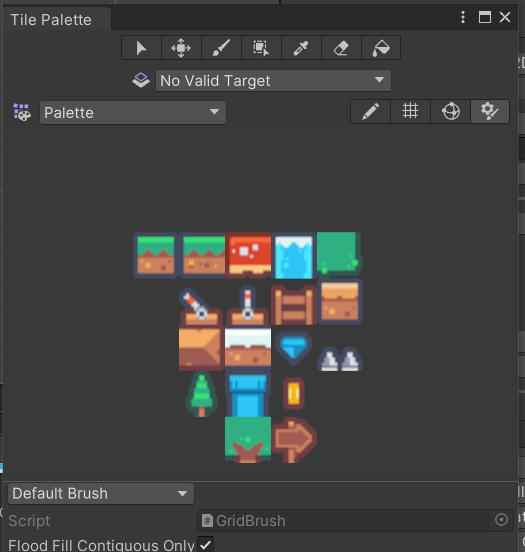 Tile Palette
No Valid Target
Palette
Default Brush
Script
GridBrush
Flood Fill Contiguous Only